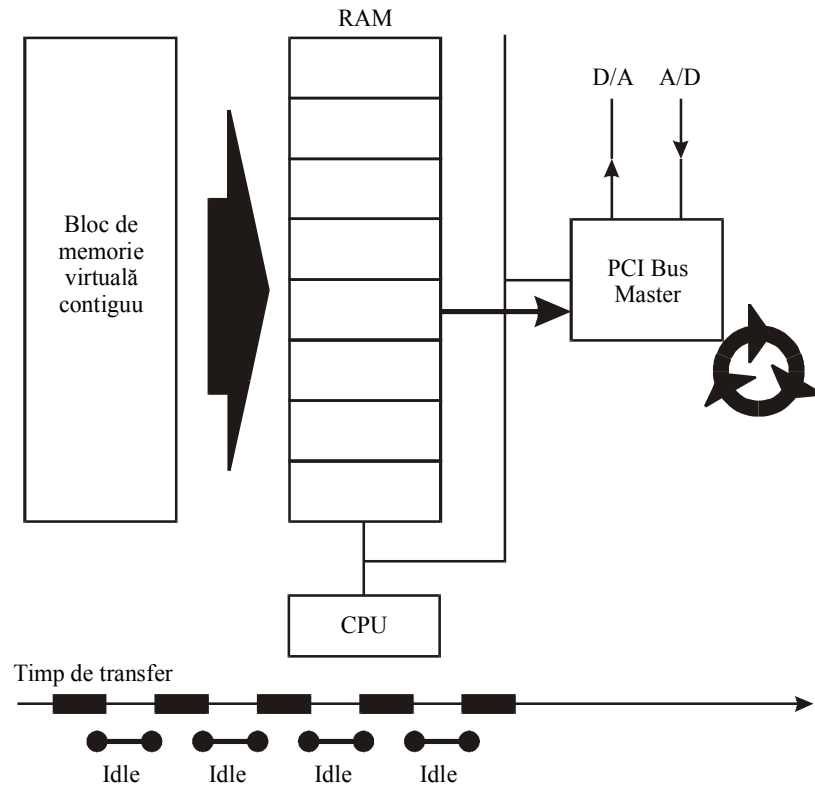 RAM
D/A A/D
Bloc de
memorie
virtuală
contiguu
PCI Bus
Master
CPU
Timp de transfer
Idle Idle Idle Idle